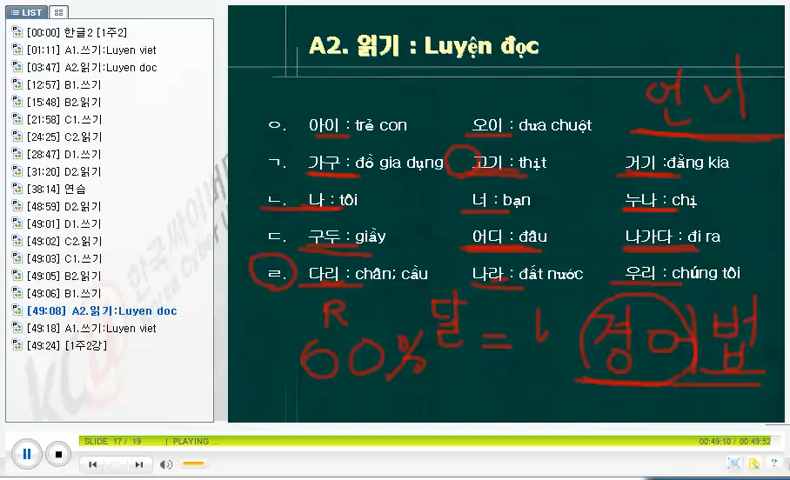 LIST
[00:00] 한글2 [1주2]
[01:11] A1.쓰기:Luyen viet
[03:47] A2.읽기:Luyen doc
[12:57] B1.쓰기
[15:48] B2.읽기
[21:58] C1.쓰기
[24:25] C2.읽기
[28:47] D1.쓰기
[31:20] D2.읽기
[38:14] 연습
[48:59] D2.읽기
[49:01] D1.쓰기
[49:02] C2.읽기
[49:03] C1.쓰기
[49:05] B2.읽기
[49:06] B1.쓰기
[49:08] A2.읽기:Luyen doc
[49:18] A1.쓰기:Luyen viet
[49:24] [1주2강]
A2. 읽기 : Luyện đọc
언니
ㅇ. 아이 : trẻ con 오이 : dưa chuột
ㄱ. 가구 : đồ gia dụng 고기 : thịt 거기 :đằng kia
ㄴ. 나 : tôi 너 : bạn 누나 : chị
ㄷ. 구두 : giầy 어디 : đâu 나가다 : đi ra
ㄹ. 다리 : chân; cầu 나라 : đất nước 우리 : chúng tôi
R
60% 달 = l 경어법
SLIDE 17 / 19 PLAYING ... 00:49:10 / 00:49:52